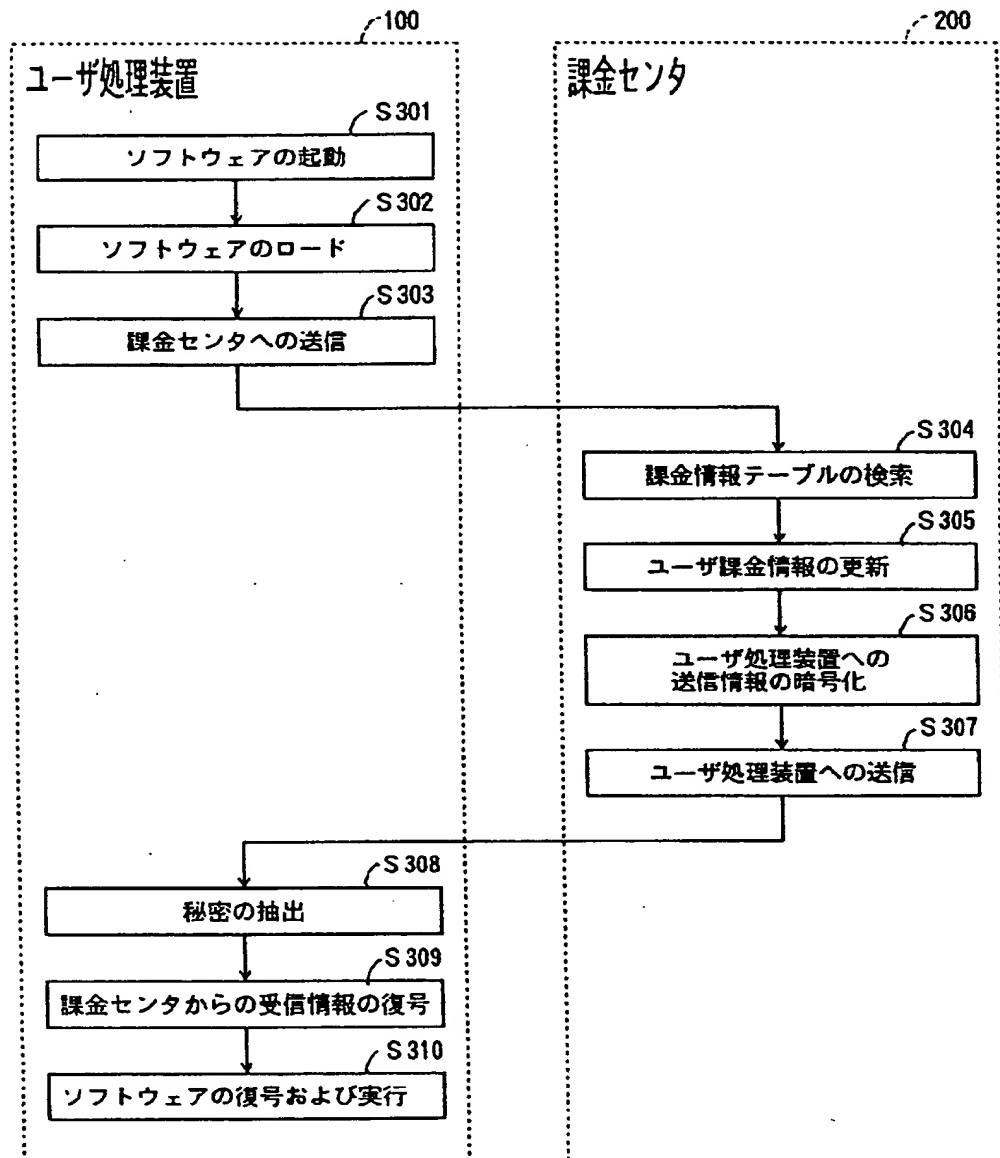 100
200
ユーザ処理装置
課金センタ
S301
ソフトウェアの起動
S302
ソフトウェアのロード
S303
課金センタへの送信
S304
課金情報テーブルの検索
S305
ユーザ課金情報の更新
S306
ユーザ処理装置への
送信情報の暗号化
S307
ユーザ処理装置への送信
S308
秘密の抽出
S309
課金センタからの受信情報の復号
S310
ソフトウェアの復号および実行